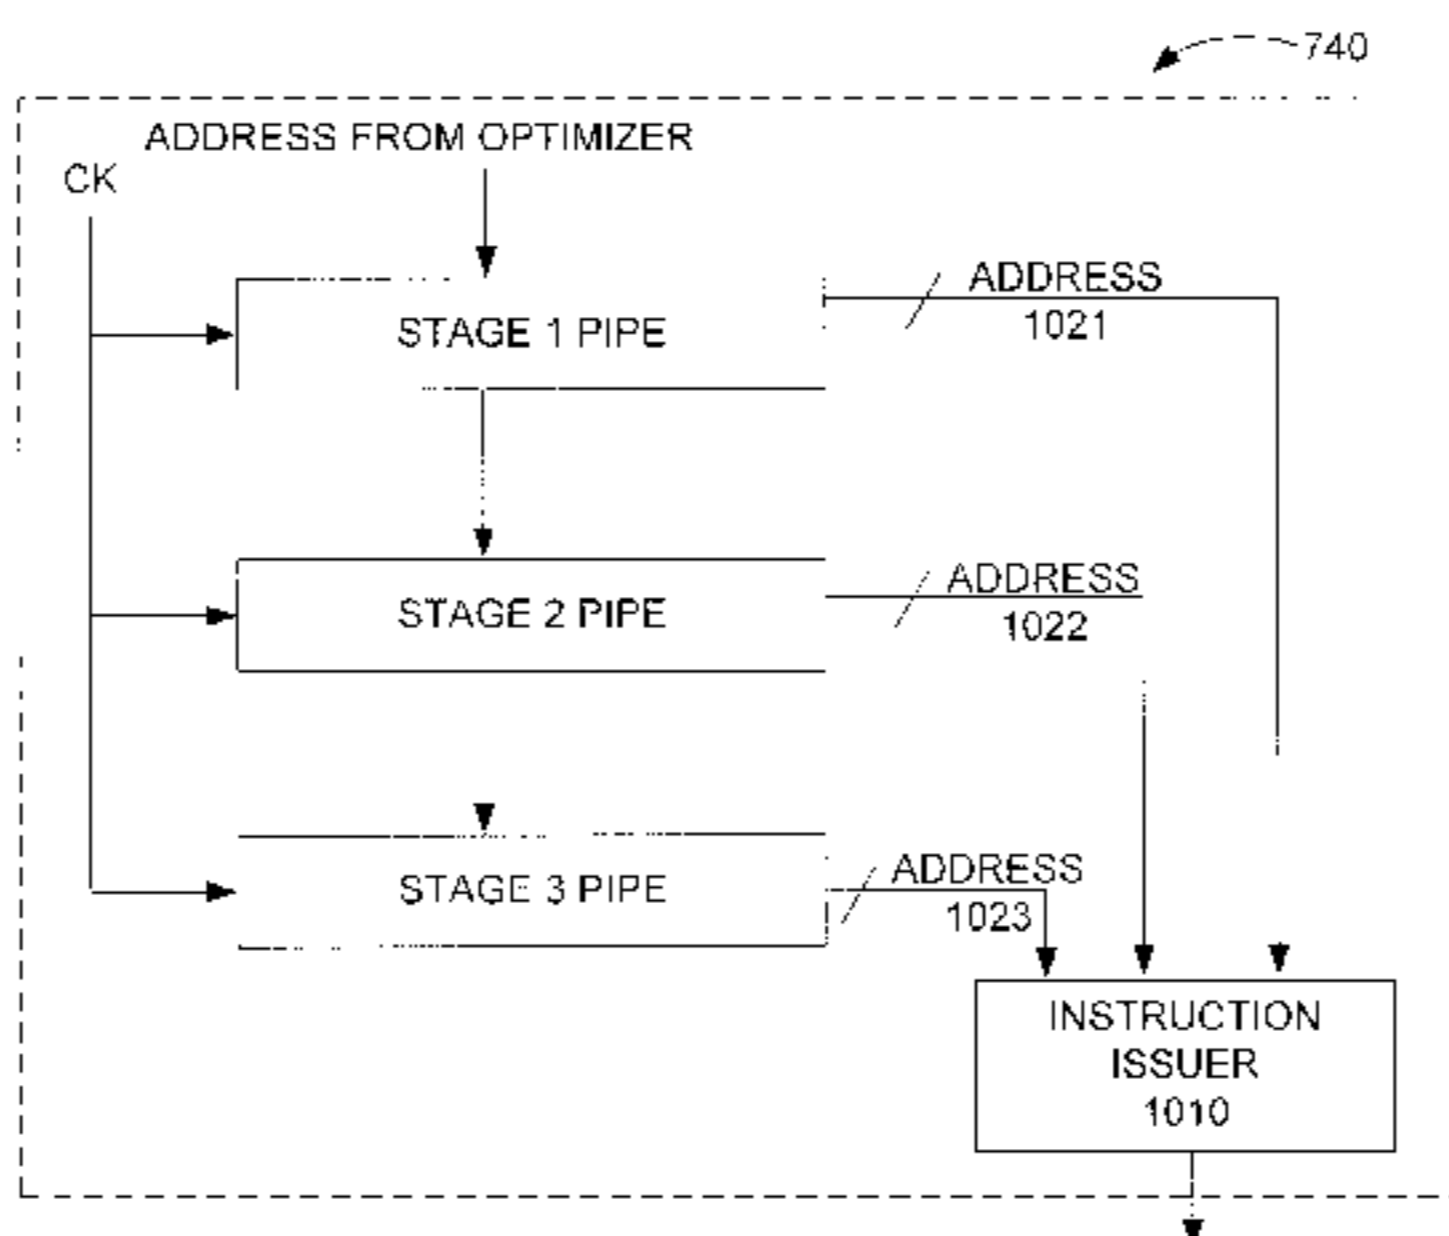 740
ADDRESS FROM OPTIMIZER
CK
ADDRESS
1021
STAGE 1 PIPE
ADDRESS
1022
STAGE 2 PIPE
ADDRESS
1023
STAGE 3 PIPE
INSTRUCTION
ISSUER
1010